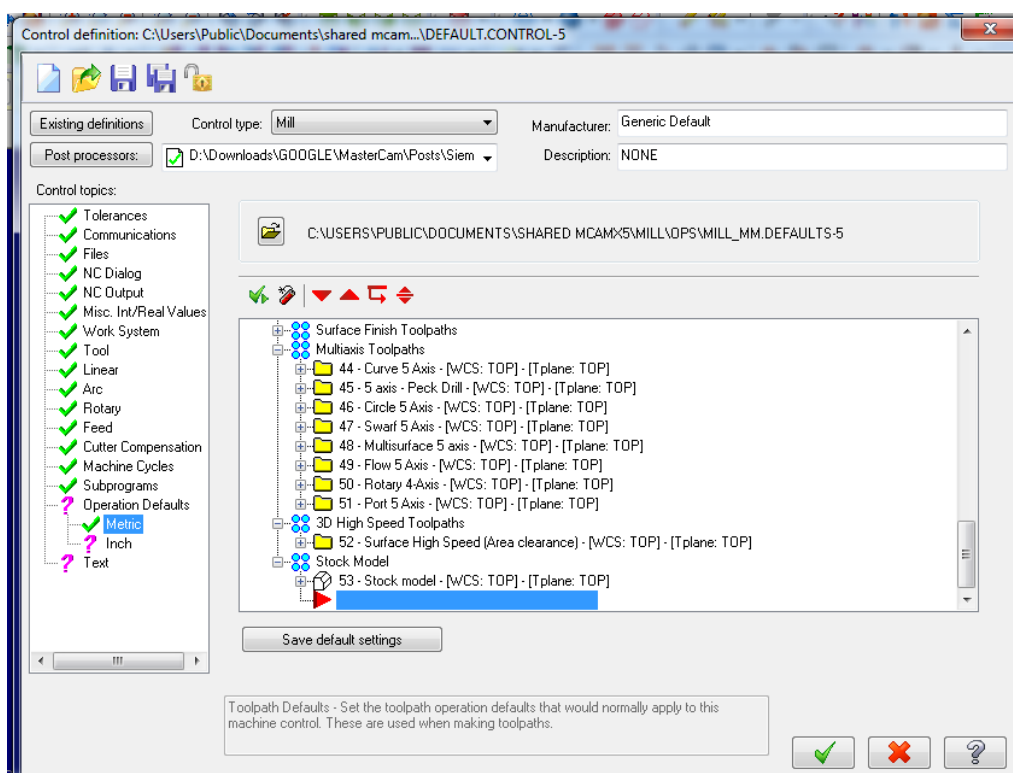 Control definition: C:\Users\Public\Documents\shared mcam...\DEFAULT.CONTROL-5
Existing definitions
Control type:
Mill
Manufacturer:
Generic Default
Post processors:
D:\Downloads\GOOGLE\MasterCam\Posts\Siem
Description:
NONE
Control topics:
Tolerances
Communications
Files
NC Dialog
NC Output
Misc. Int/Real Values
Work System
Tool
Linear
Arc
Rotary
Feed
Cutter Compensation
Machine Cycles
Subprograms
Operation Defaults
Metric
Inch
Text
C:\USERS\PUBLIC\DOCUMENTS\SHARED MCAMX5\MILL\OPS\MILL_MM.DEFAULTS-5
Surface Finish Toolpaths
Multiaxis Toolpaths
44 - Curve 5 Axis - [WCS: TOP] - [Tplane: TOP]
45 - 5 axis - Peck Drill - [WCS: TOP] - [Tplane: TOP]
46 - Circle 5 Axis - [WCS: TOP] - [Tplane: TOP]
47 - Swarf 5 Axis - [WCS: TOP] - [Tplane: TOP]
48 - Multisurface 5 axis - [WCS: TOP] - [Tplane: TOP]
49 - Flow 5 Axis - [WCS: TOP] - [Tplane: TOP]
50 - Rotary 4-Axis - [WCS: TOP] - [Tplane: TOP]
51 - Port 5 Axis - [WCS: TOP] - [Tplane: TOP]
3D High Speed Toolpaths
52 - Surface High Speed (Area clearance) - [WCS: TOP] - [Tplane: TOP]
Stock Model
53 - Stock model - [WCS: TOP] - [Tplane: TOP]
Save default settings
Toolpath Defaults - Set the toolpath operation defaults that would normally apply to this
machine control. These are used when making toolpaths.